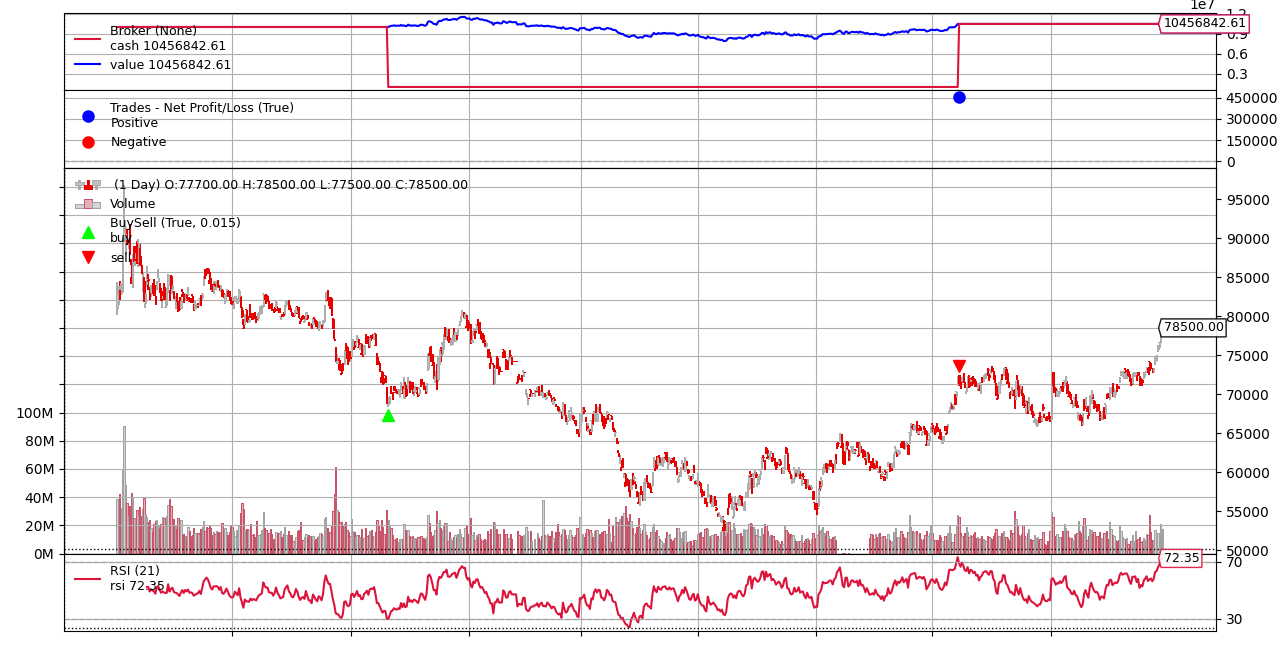 1e7
Broker (None)
cash 10456842.61
value 10456842.61
1.2
10456842.61
0.9
0.6
0.3
Trades - Net Profit/Loss (True)
Positive
Negative
450000
300000
150000
0
(1 Day) O:77700.00 H:78500.00 L:77500.00 C:78500.00
Volume
BuySell (True, 0.015)
buy
sell
95000
90000
85000
80000
78500.00
75000
70000
65000
60000
55000
50000
100M
80M
60M
40M
20M
0M
RSI (21)
rsi 72.35
72.35
70
30